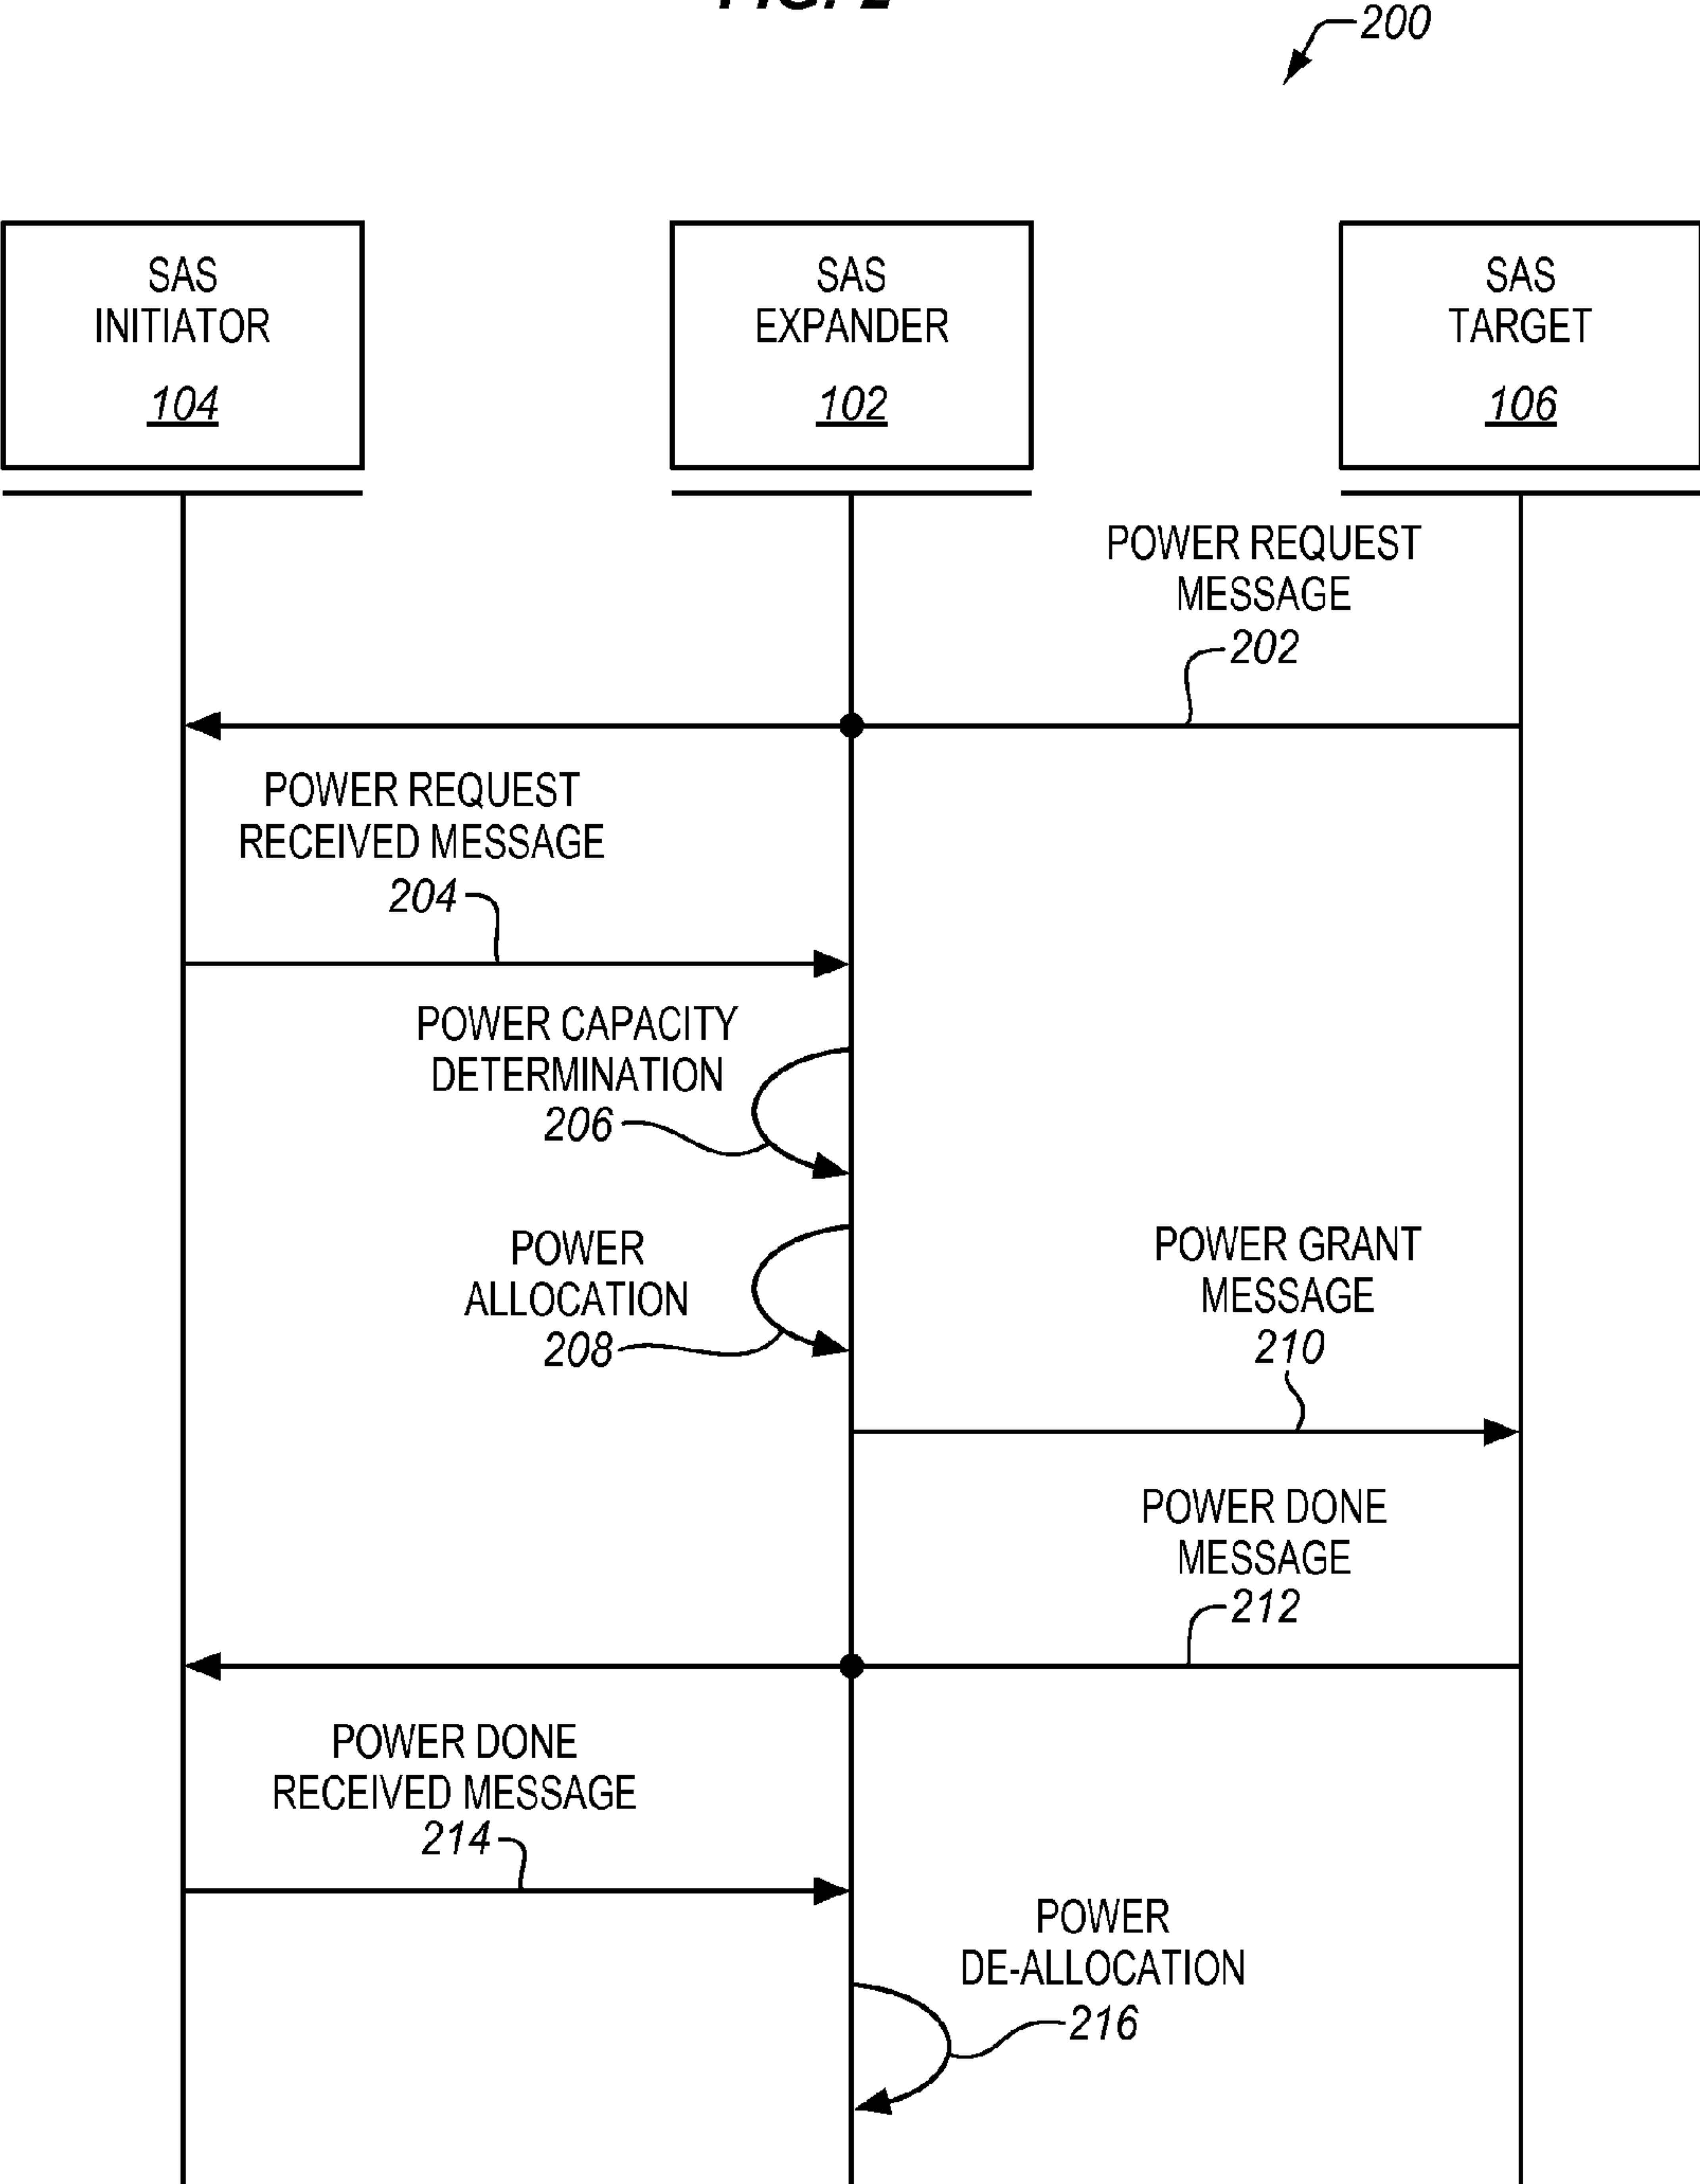 200
SAS
INITIATOR
104
SAS
EXPANDER
102
SAS
TARGET
106
POWER REQUEST
MESSAGE
202
POWER REQUEST
RECEIVED MESSAGE
204
POWER CAPACITY
DETERMINATION
206
POWER
ALLOCATION
208
POWER GRANT
MESSAGE
210
POWER DONE
MESSAGE
212
POWER DONE
RECEIVED MESSAGE
214
POWER
DE-ALLOCATION
216